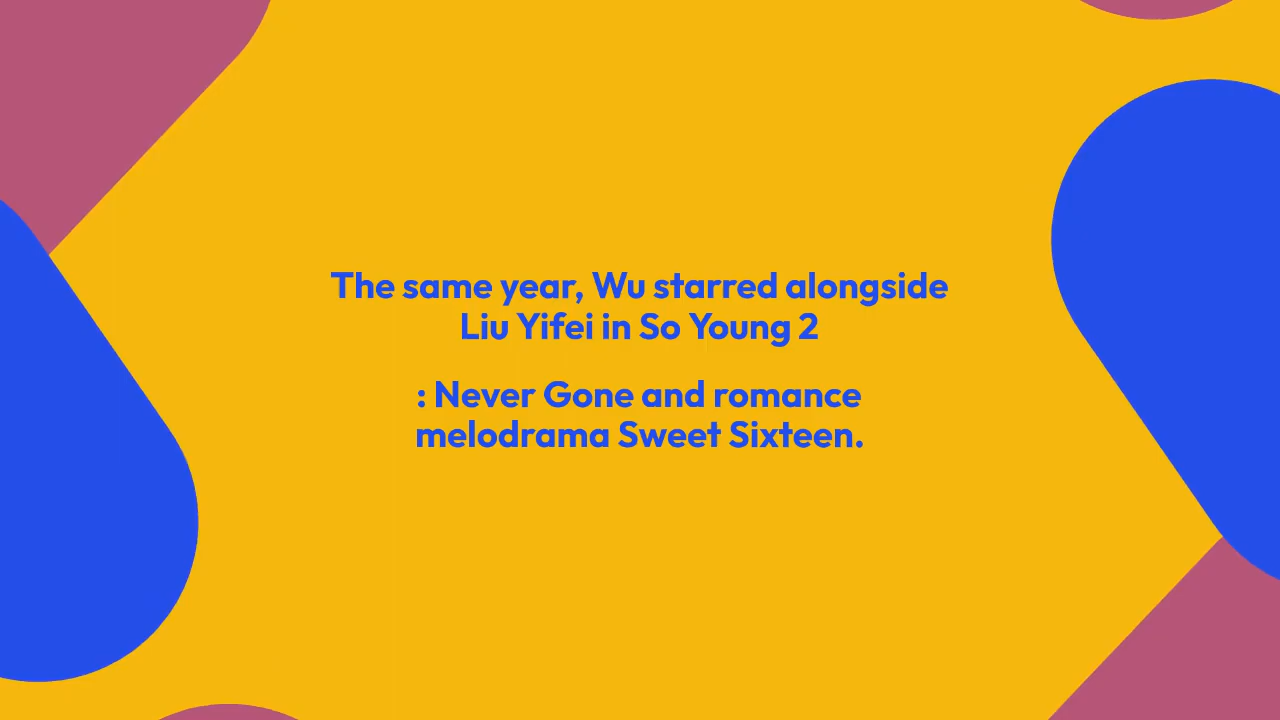 The same year, Wu starred alongside
Liu Yifei in So Young 2
: Never Gone and romance
melodrama Sweet Sixteen.